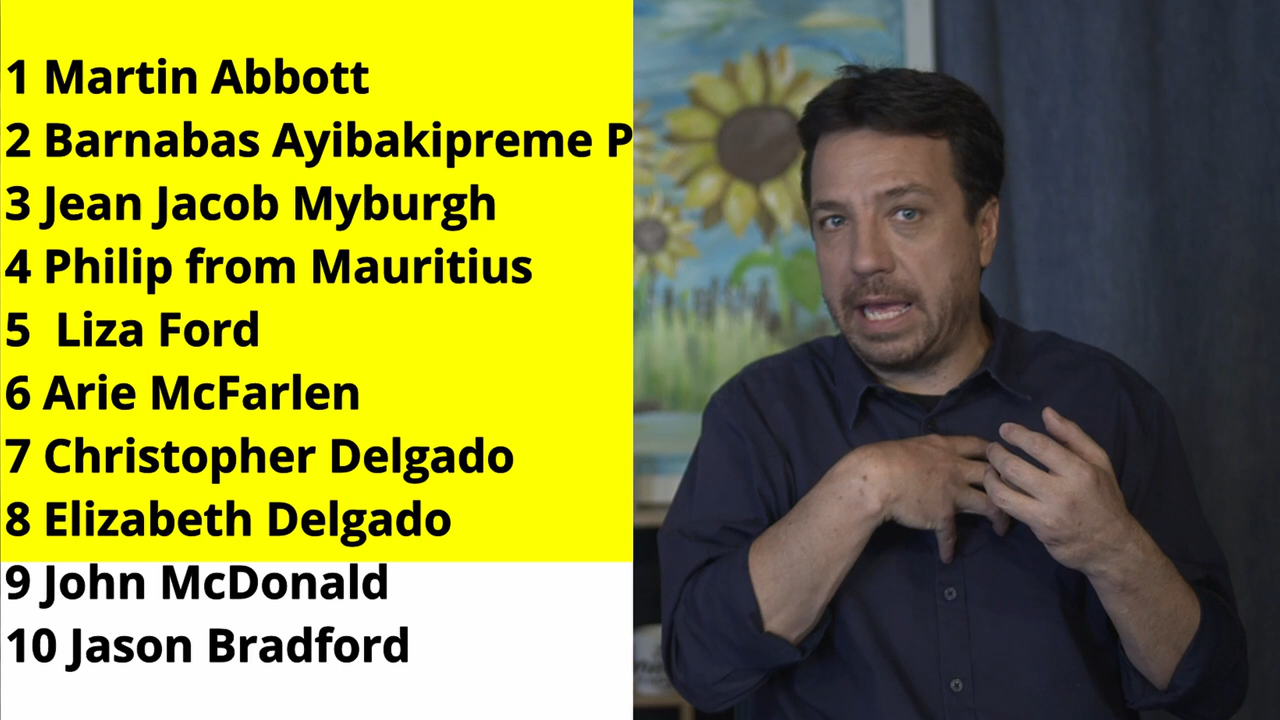 1 Martin Abbott
2 Barnabas Ayibakipreme P
3 Jean Jacob Myburgh
4 Philip from Mauritius
5 Liza Ford
6 Arie McFarlen
7 Christopher Delgado
8 Elizabeth Delgado
9 John McDonald
10 Jason Bradford